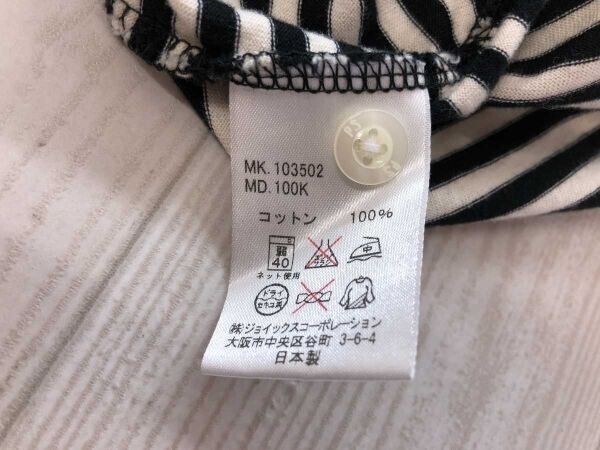 PS
MK. 103502
MD. 100K
コットン 100%
弱
40
中
ネット使用
ドライ
セキユ系
㈱ジョイックスコーポレーション
大阪市中央区谷町 3-6-4
日本製